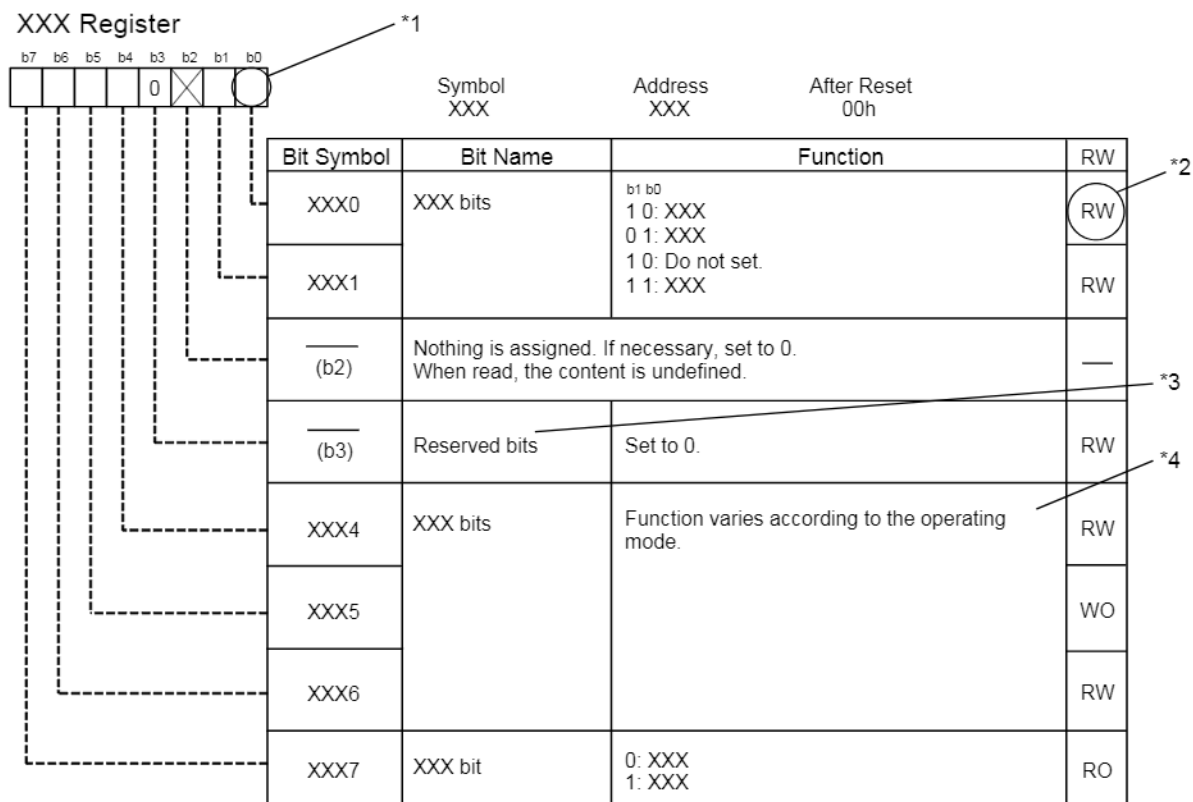 XXX Register
*1
b7 b6 b5 b4 b3 b2 b1 b0
0
Symbol Address After Reset
XXX XXX 00h
Bit Symbol Bit Name Function RW
*2
XXX0 XXX bits b1 b0 RW
1 0: XXX
0 1: XXX
1 0: Do not set.
XXX1 1 1: XXX RW
(b2) Nothing is assigned. If necessary, set to 0. —
When read, the content is undefined.
*3
(b3) Reserved bits Set to 0. RW
*4
XXX4 XXX bits Function varies according to the operating RW
mode.
XXX5 WO
XXX6 RW
XXX7 XXX bit 0: XXX RO
1: XXX